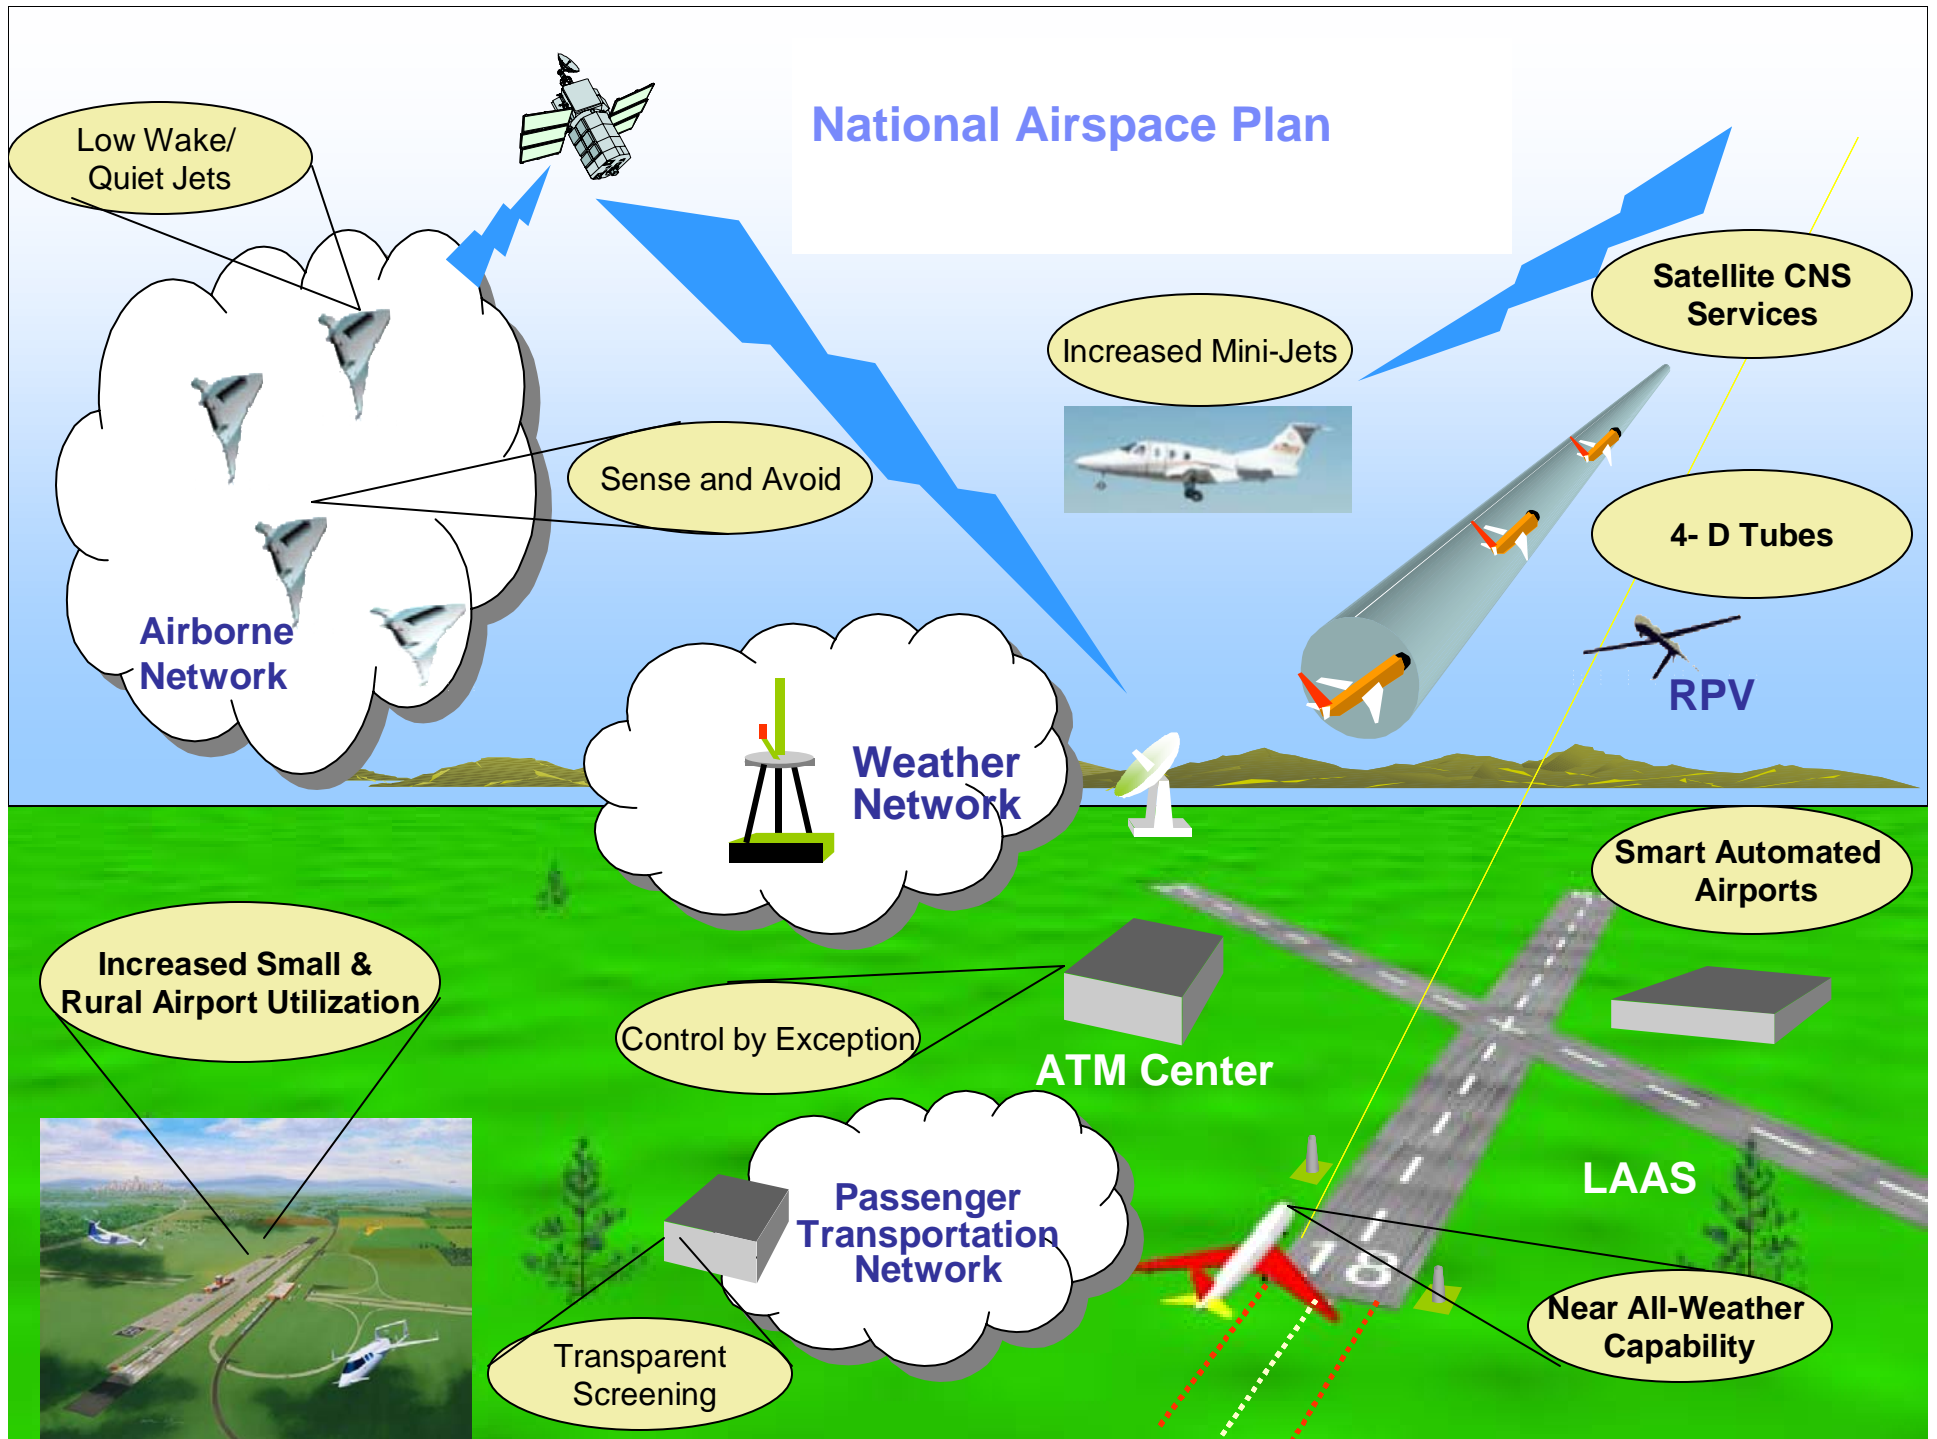 National Airspace Plan
Low Wake/
Quiet Jets
Satellite CNS
Services
Increased Mini-Jets
Sense and Avoid
4- D Tubes
Airborne
Network
RPV
Weather
Network
Smart Automated
Airports
Increased Small &
Rural Airport Utilization
Control by Exception
ATM Center
LAAS
Passenger
Transportation
Network
18
Near All-Weather
Capability
Transparent
Screening